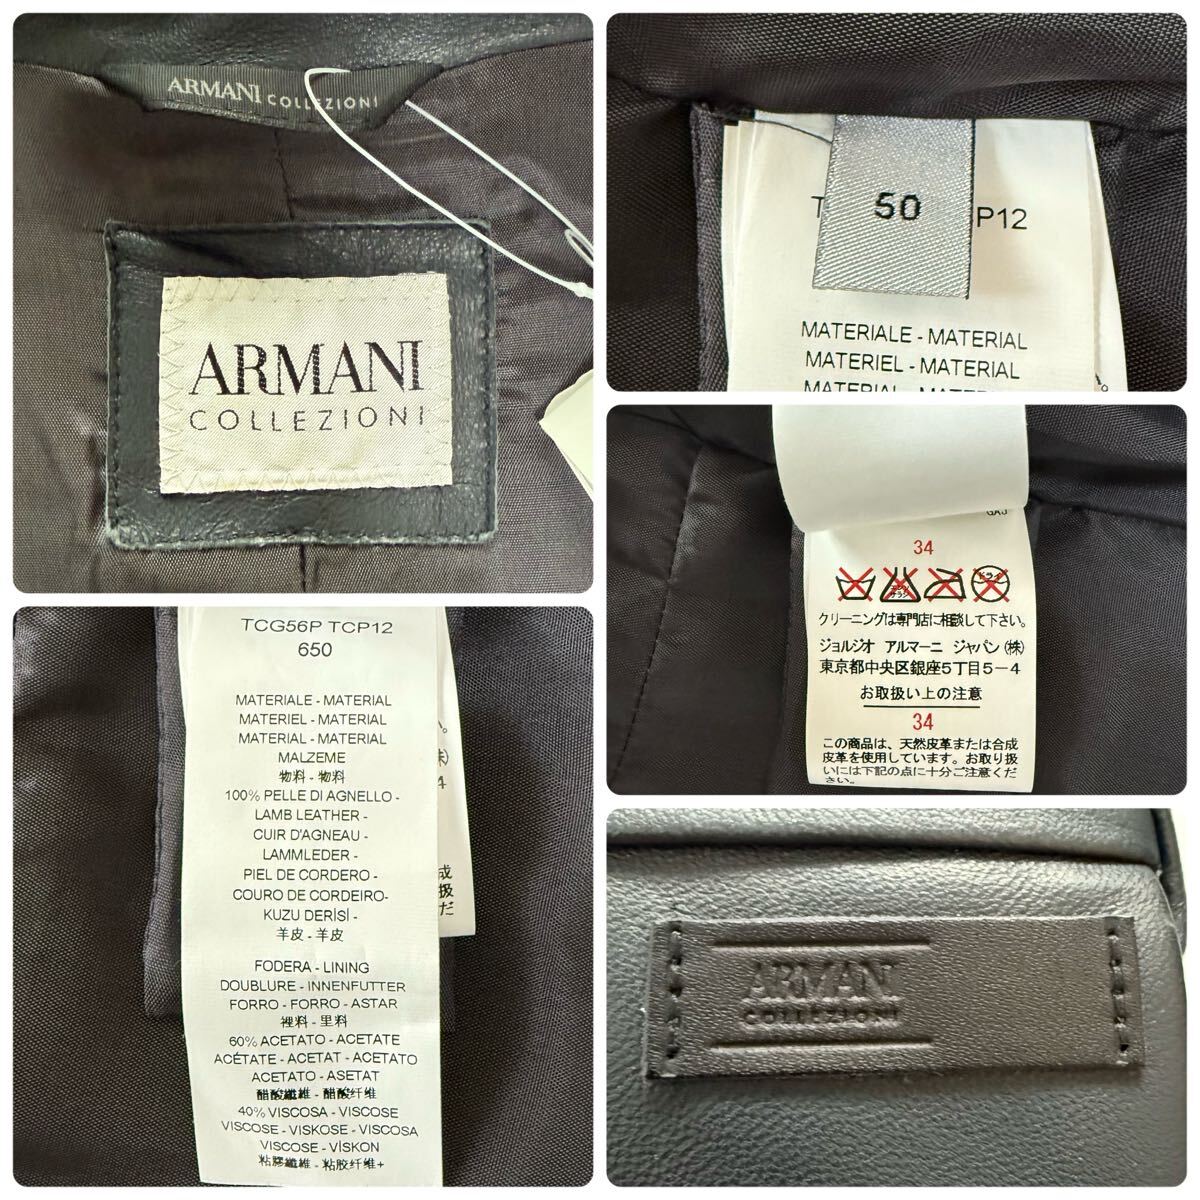 ARMANI COLLEZIONI
ARMANI
COLLEZIONI
50
P12
MATERIALE - MATERIAL
MATERIEL - MATERIAL
MATERIAL - MATERIAL
34
クリーニングは専門店に相談して下さい。
ジョルジオ アルマーニ ジャパン(株)
東京都中央区銀座5丁目5-4
お取扱い上の注意
34
この商品は、天然皮革または合成
皮革を使用しています。お取り扱
いには下記の点に十分ご注意くだ
さい。
TCG56P TCP12
650
MATERIALE - MATERIAL
MATERIEL - MATERIAL
MATERIAL - MATERIAL
MALZEME
物料 - 物料
100% PELLE DI AGNELLO -
LAMB LEATHER -
CUIR D'AGNEAU -
LAMMLEDER -
PIEL DE CORDERO -
COURO DE CORDEIRO-
KUZU DERİSİ -
羊皮 - 羊皮
FODERA - LINING
DOUBLURE - INNENFUTTER
FORRO - FORRO - ASTAR
裡料 - 里料
60% ACETATO - ACETATE
ACÉTATE - ACETAT - ACETATO
ACETATO - ASETAT
醋酸纖維 - 醋酸纤维
40% VISCOSA - VISCOSE
VISCOSE - VISKOSE - VISCOSA
VISCOSE - VİSKON
粘膠纖維 - 粘胶纤维+
ARMANI
COLLEZIONI